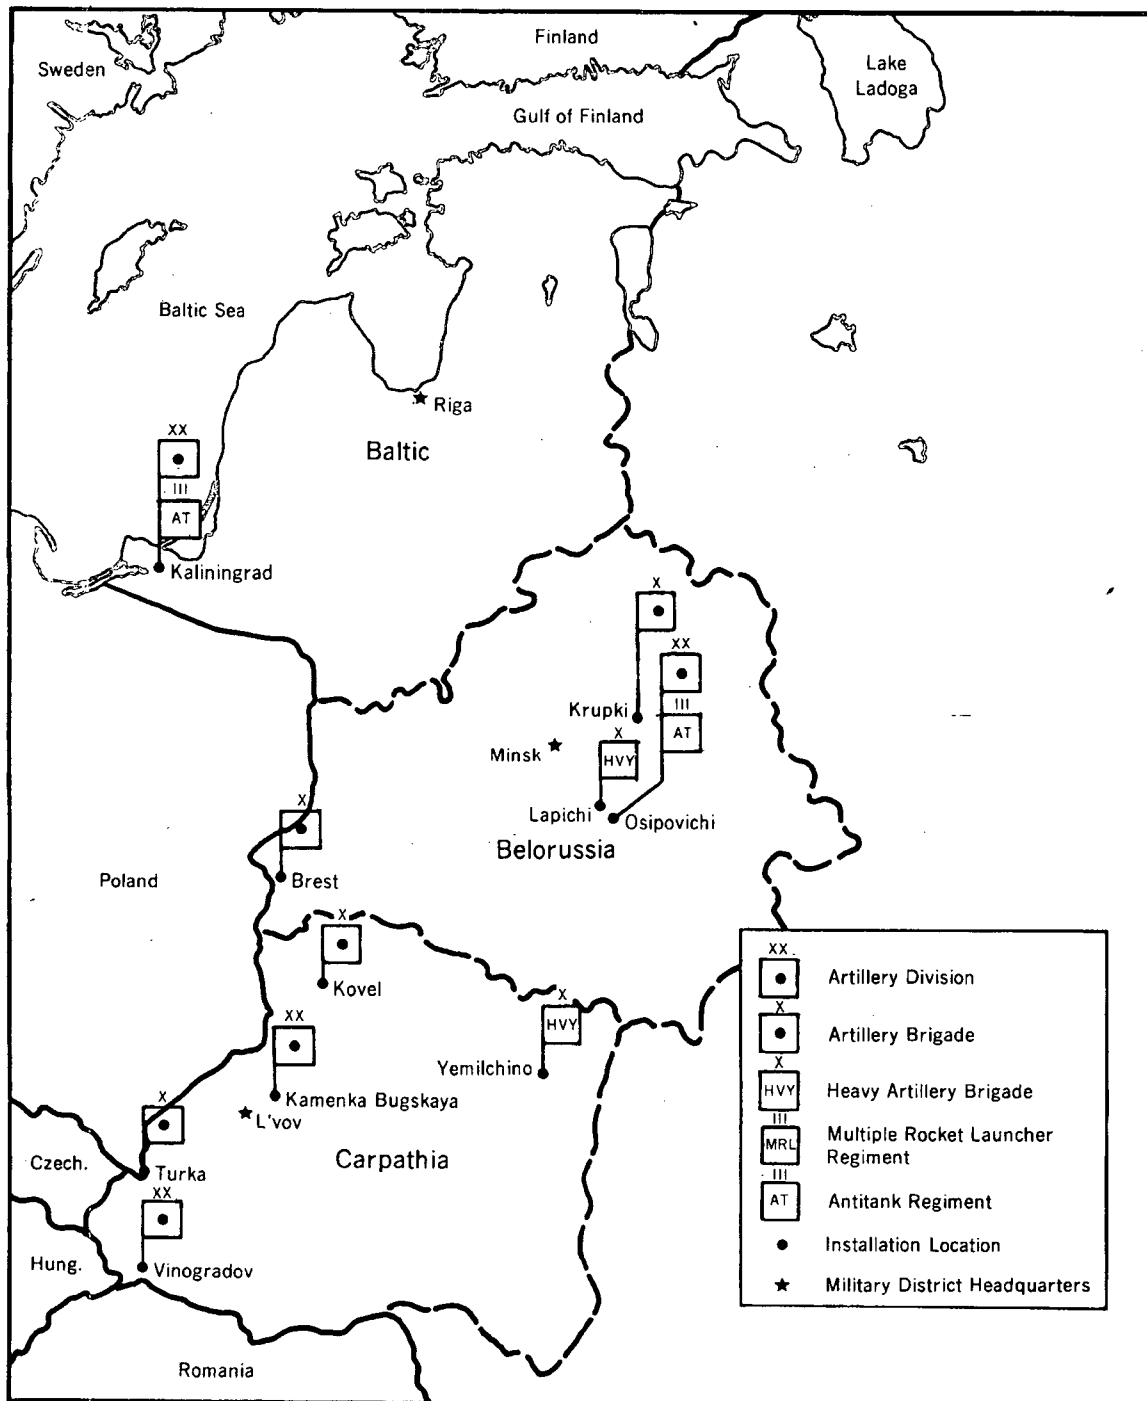 Finland
Sweden
Lake
Ladoga
Gulf of Finland
Baltic Sea
Riga
Baltic
XX
III
AT
Kaliningrad
X
XX
Krupki
III
AT
X
HVY
Minsk
Lapichi
Osipovichi
Belorussia
X
Brest
Poland
X
Kovel
X
HVY
Yemilchino
XX
Kamenka Bugskaya
L'vov
X
Carpathia
Czech.
Turka
XX
Hung.
Vinogradov
Romania
XX
Artillery Division
X
Artillery Brigade
X
HVY
Heavy Artillery Brigade
III
MRL
Multiple Rocket Launcher
Regiment
III
AT
Antitank Regiment
Installation Location
Military District Headquarters